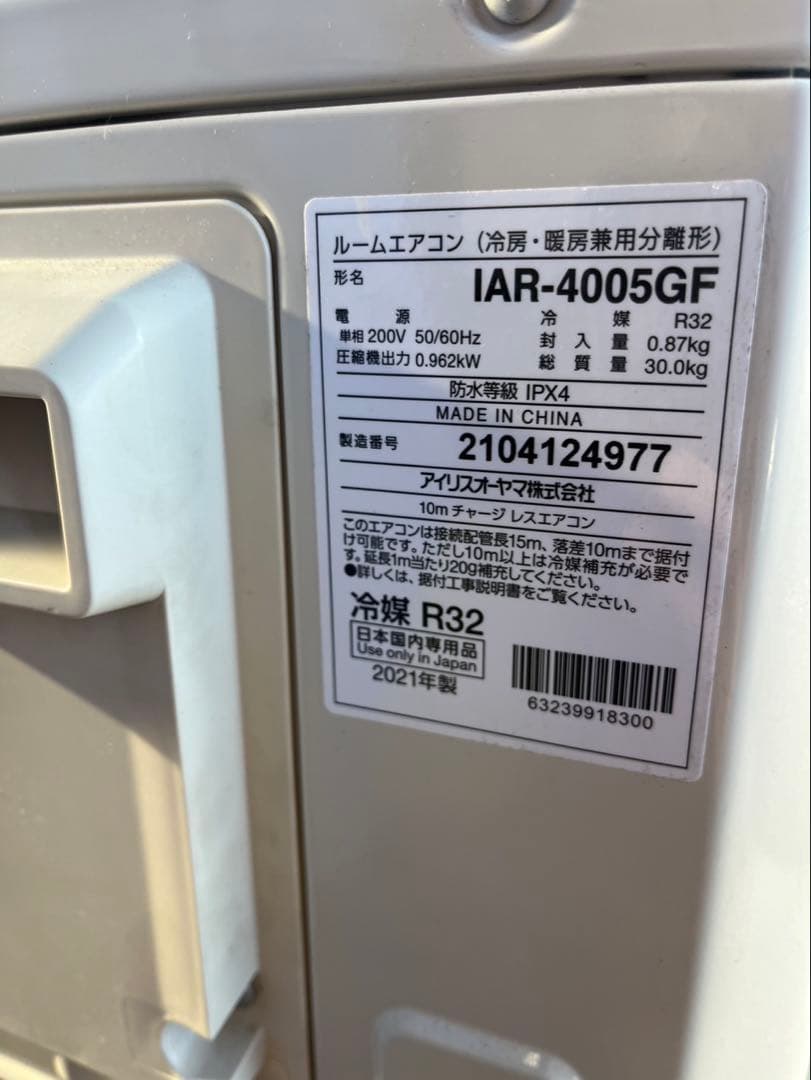 ルームエアコン（冷房・暖房兼用分離形）
形名 IAR-4005GF
電源 冷媒 R32
単相 200V 50/60Hz 封入量 0.87kg
圧縮機出力 0.962kW 総質量 30.0kg
防水等級 IPX4
MADE IN CHINA
製造番号 2104124977
アイリスオーヤマ株式会社
10m チャージレスエアコン
このエアコンは接続配管長15m、落差10mまで据付
け可能です。ただし10m以上は冷媒補充が必要で
す。延長1m当たり20g補充してください。
●詳しくは、据付工事説明書をご覧ください。
冷媒 R32
日本国内専用品
Use only in Japan
2021年製
63239918300